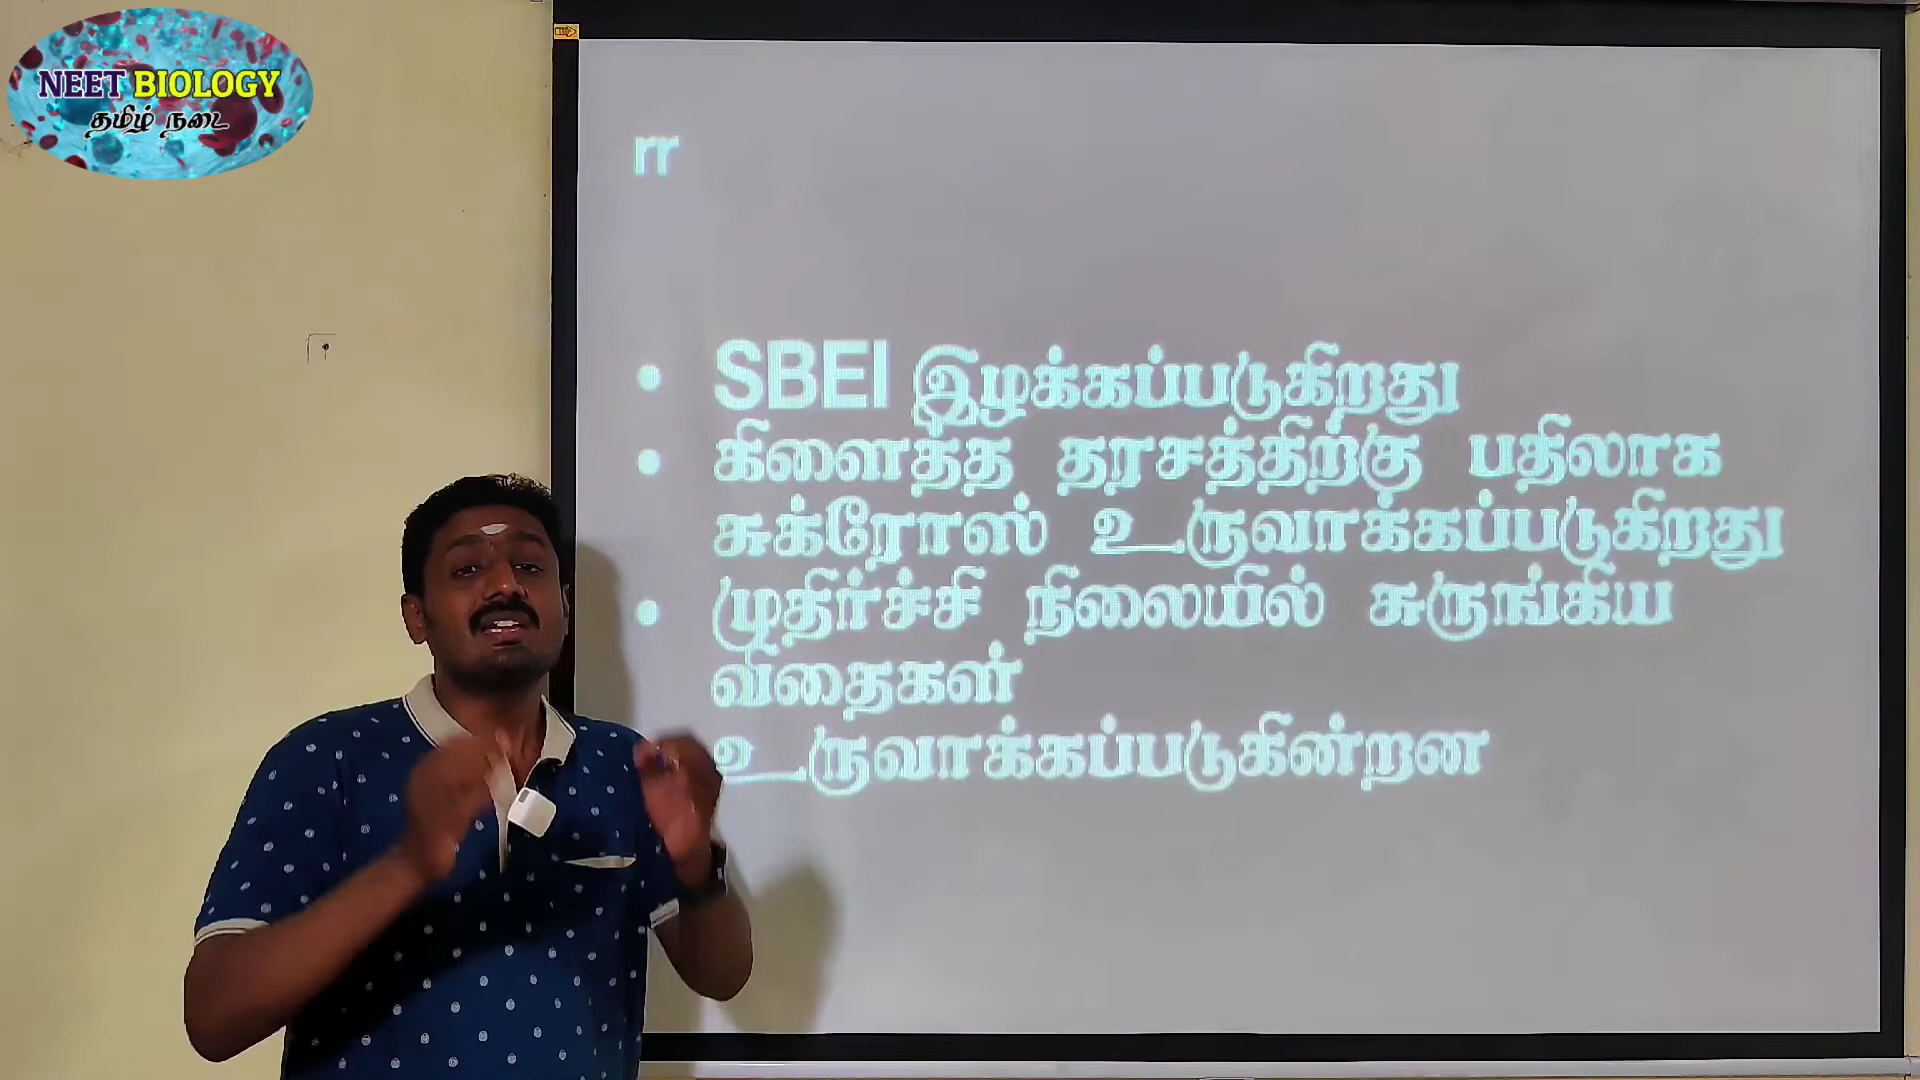 NEET BIOLOGY
தமிழ் நடை
rr
• SBEI இழக்கப்படுகிறது
• கிளைத்த தரசத்திற்கு பதிலாக
சுக்ரோஸ் உருவாக்கப்படுகிறது
• முதிர்ச்சி நிலையில் சுருங்கிய
விதைகள்
உருவாக்கப்படுகின்றன